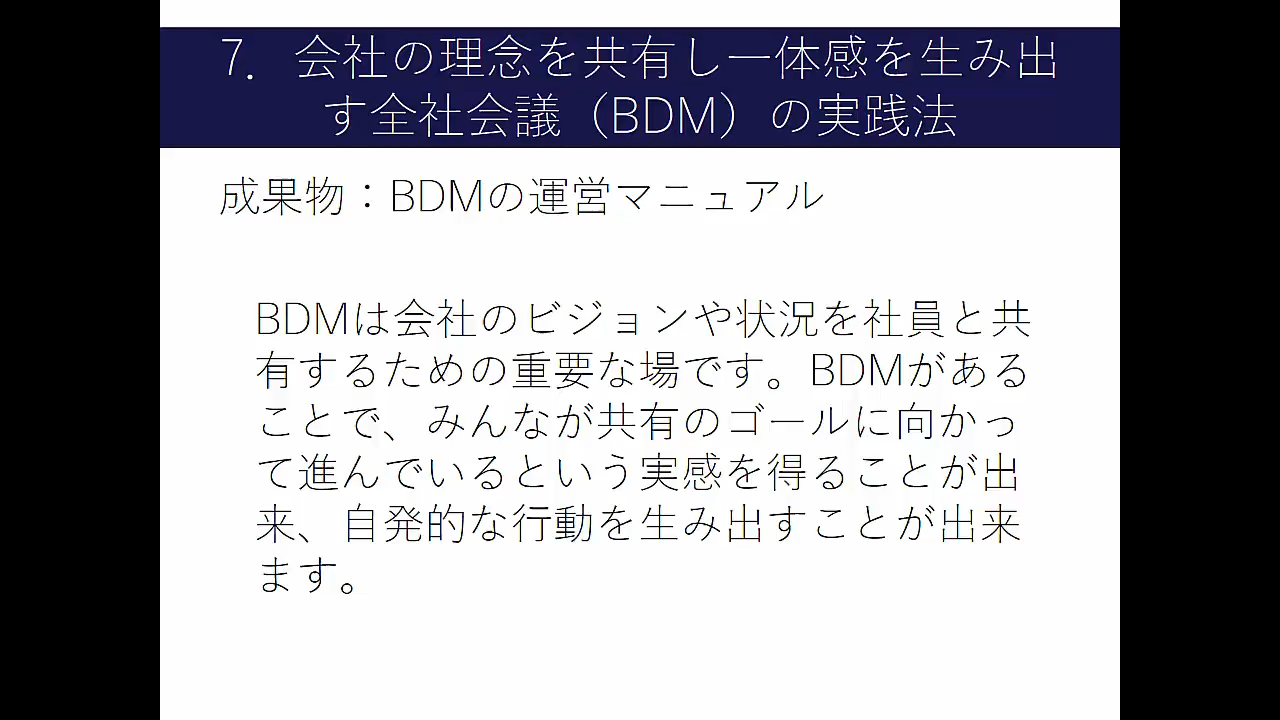 7. 会社の理念を共有し一体感を生み出
す全社会議（BDM）の実践法
成果物：BDMの運営マニュアル
BDMは会社のビジョンや状況を社員と共
有するための重要な場です。BDMがある
ことで、みんなが共有のゴールに向かっ
て進んでいるという実感を得ることが出
来、自発的な行動を生み出すことが出来
ます。